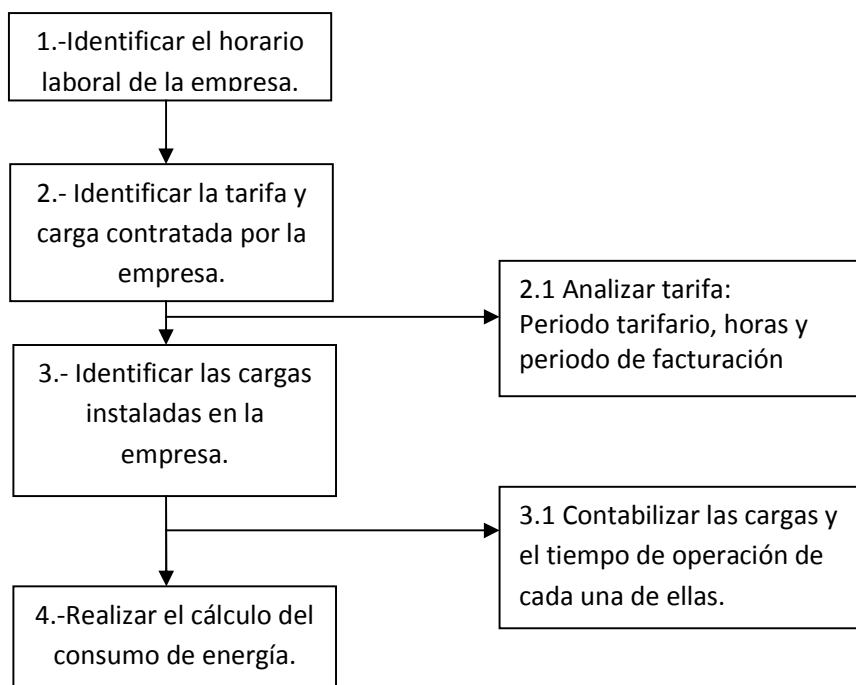 1.-Identificar el horario
laboral de la empresa.
2.- Identificar la tarifa y
carga contratada por la
empresa.
2.1 Analizar tarifa:
Periodo tarifario, horas y
periodo de facturación
3.- Identificar las cargas
instaladas en la
empresa.
3.1 Contabilizar las cargas y
el tiempo de operación de
cada una de ellas.
4.-Realizar el cálculo del
consumo de energía.